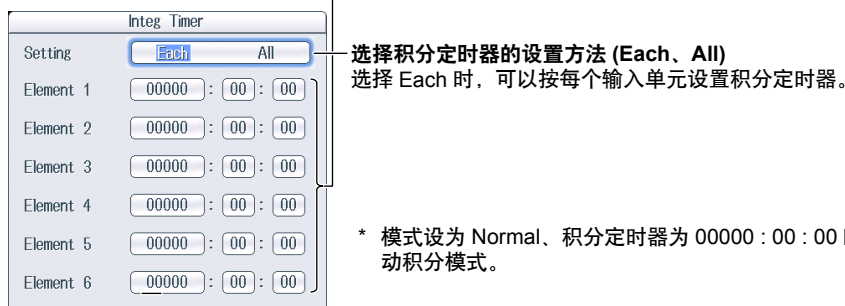 Integ Timer
Setting Each All
选择积分定时器的设置方法 (Each、All)
选择 Each 时，可以按每个输入单元设置积分定时器。
Element 1 00000 : 00 : 00
Element 2 00000 : 00 : 00
Element 3 00000 : 00 : 00
Element 4 00000 : 00 : 00
Element 5 00000 : 00 : 00
Element 6 00000 : 00 : 00
* 模式设为 Normal、积分定时器为 00000 : 00 : 00
动积分模式。